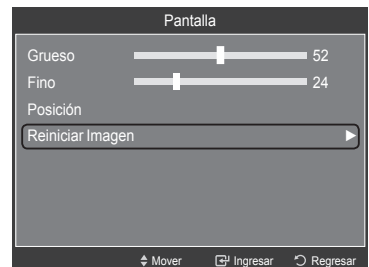 Pantalla
Grueso 52
Fino 24
Posición
Reiniciar Imagen
Mover Ingresar Regresar